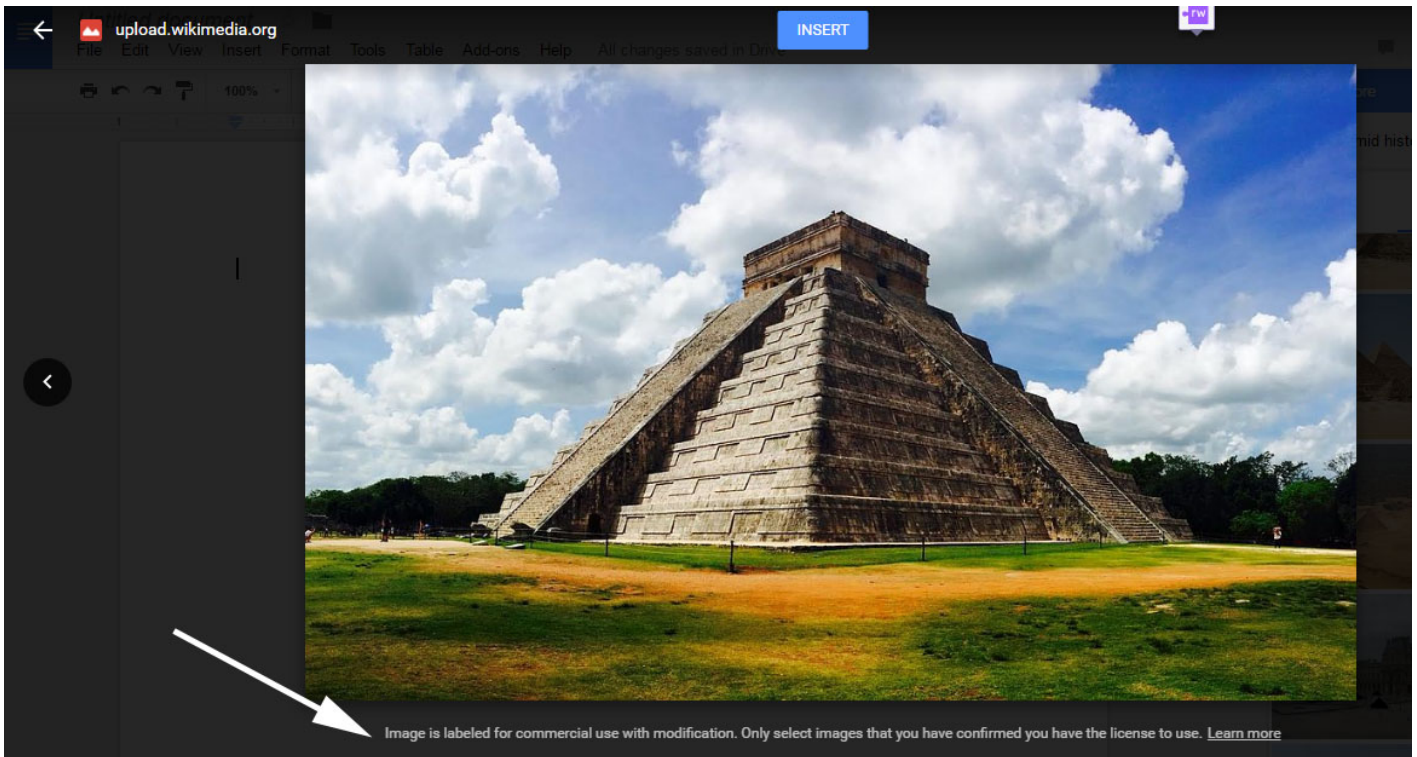 upload.wikimedia.org
INSERT
rw
File Edit View Insert Format Tools Table Add-ons Help All changes saved in Drive
100%
Image is labeled for commercial use with modification. Only select images that you have confirmed you have the license to use. Learn more